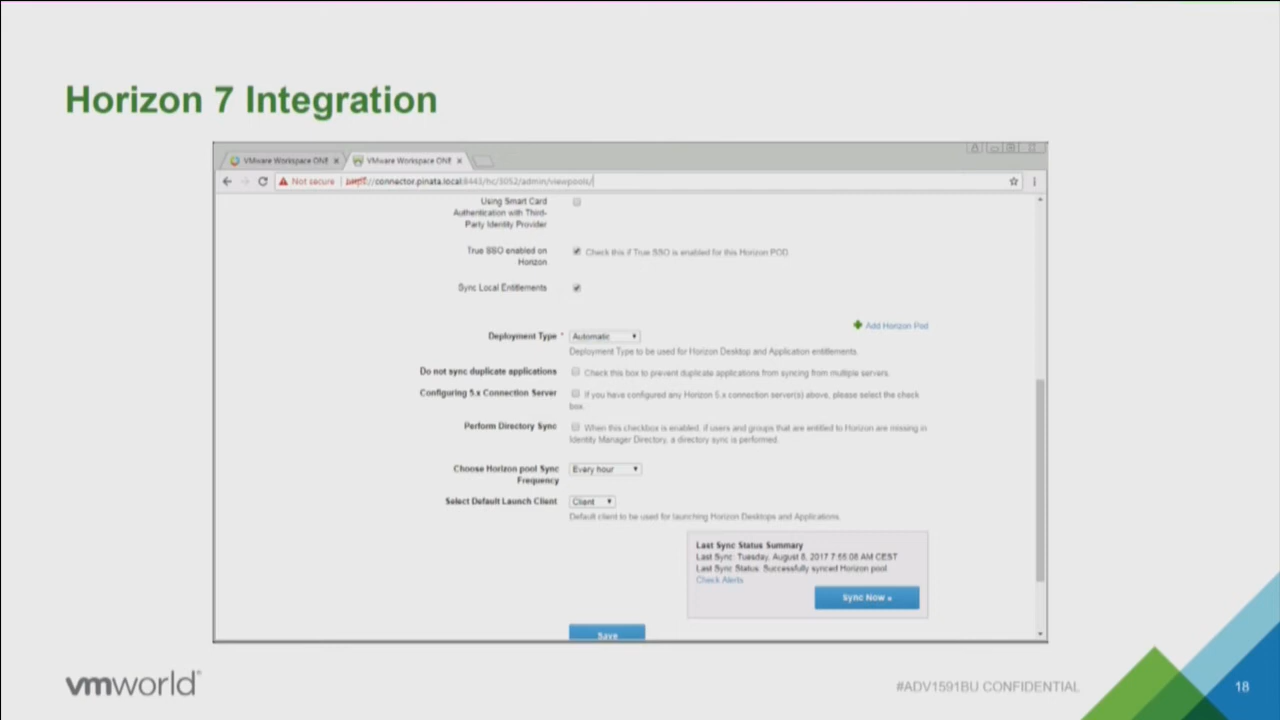 Horizon 7 Integration
VMware Workspace ONE
VMware Workspace ONE
Not secure
https://connector.pinata.local:8443/hc/3052/admin/viewpools/
Using Smart Card
Authentication with Third-
Party Identity Provider
True SSO enabled on
Horizon
Check this if True SSO is enabled for this Horizon POD
Sync Local Entitlements
Add Horizon Pod
Deployment Type *
Automatic
Deployment Type to be used for Horizon Desktop and Application entitlements.
Do not sync duplicate applications
Check this box to prevent duplicate applications from syncing from multiple servers.
Configuring 5.x Connection Server
If you have configured any Horizon 5.x connection server(s) above, please select the check
box.
Perform Directory Sync
When this checkbox is enabled, if users and groups that are entitled to Horizon are missing in
Identity Manager Directory, a directory sync is performed.
Choose Horizon pool Sync
Frequency
Every hour
Select Default Launch Client
Client
Default client to be used for launching Horizon Desktops and Applications.
Last Sync Status Summary
Last Sync: Tuesday, August 8, 2017 7:55:08 AM CEST
Last Sync Status: Successfully synced Horizon pool
Check Alerts
Sync Now »
Save
vmworld®
#ADV1591BU CONFIDENTIAL
18